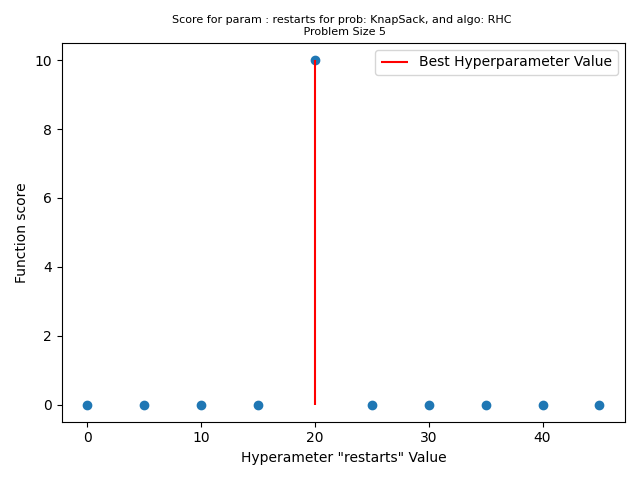 Score for param : restarts for prob: KnapSack, and algo: RHC
Problem Size 5
Best Hyperparameter Value
10
8
6
4
2
0
Function score
0
10
20
30
40
Hyperameter "restarts" Value